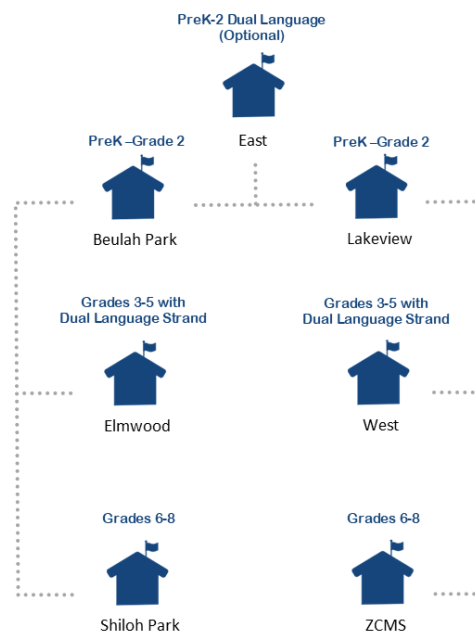 PreK-2 Dual Language
(Optional)
East
PreK –Grade 2
PreK –Grade 2
Beulah Park
Lakeview
Grades 3-5 with
Dual Language Strand
Grades 3-5 with
Dual Language Strand
Elmwood
West
Grades 6-8
Grades 6-8
Shiloh Park
ZCMS